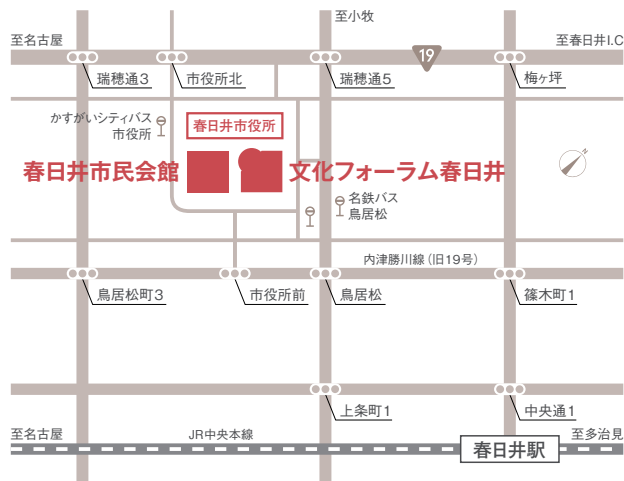 至小牧
至名古屋
至春日井I.C
19
瑞穂通3
市役所北
瑞穂通5
梅ヶ坪
かすがいシティバス
市役所
春日井市役所
N
春日井市民会館
文化フォーラム春日井
名鉄バス
鳥居松
内津勝川線（旧19号）
鳥居松町3
市役所前
鳥居松
篠木町1
上条町1
中央通1
至名古屋
JR中央本線
春日井駅
至多治見